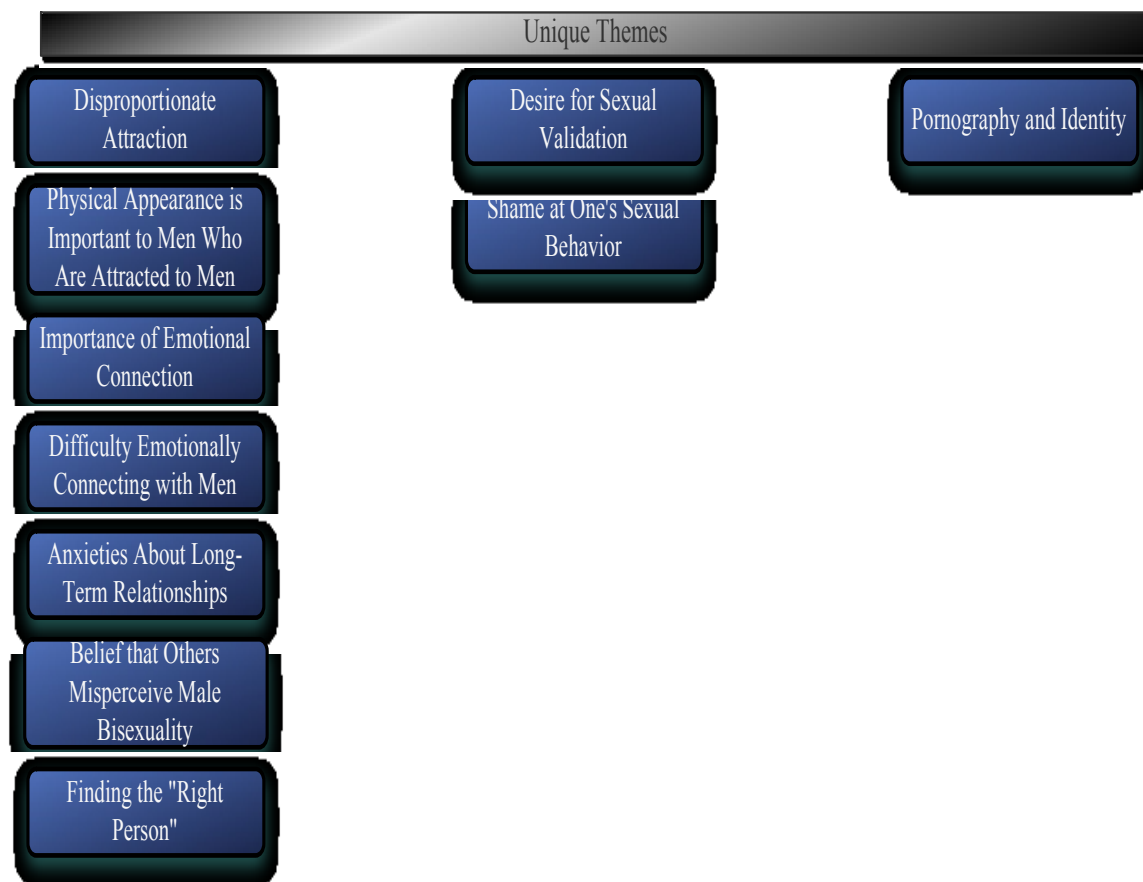 Unique Themes
Disproportionate
Attraction
Physical Appearance is
Important to Men Who
Are Attracted to Men
Importance of Emotional
Connection
Difficulty Emotionally
Connecting with Men
Anxieties About Long-
Term Relationships
Belief that Others
Misperceive Male
Bisexuality
Finding the "Right
Person"
Desire for Sexual
Validation
Shame at One's Sexual
Behavior
Pornography and Identity